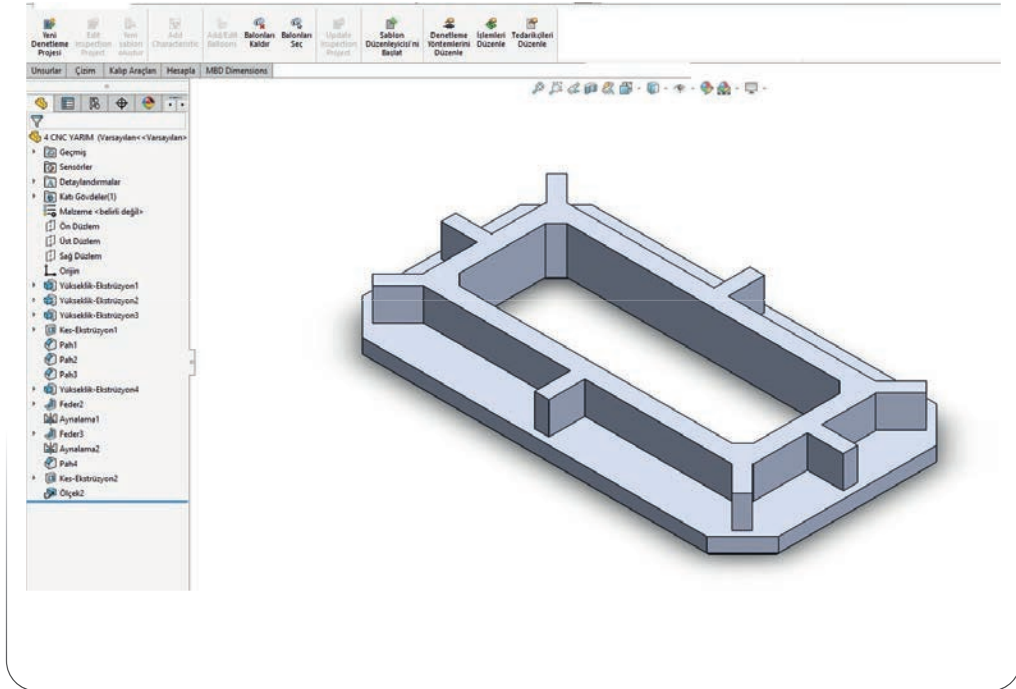 Yeni Denetleme Projesi
Edit Inspection Project
Yeni şablon oluştur
Add Characteristic
Add/Edit Balloons
Balonları Kaldır
Balonları Seç
Update Inspection Project
Şablon Düzenleyicisi'ni Başlat
Denetleme Yöntemlerini Düzenle
İşlemleri Düzenle
Tedarikçileri Düzenle
Unsurlar Çizim Kalıp Araçları Hesapla MBD Dimensions
4 CNC YARIM (Varsayılan<<Varsayılan>
Geçmiş
Sensörler
Detaylandırmalar
Katı Gövdeler(1)
Malzeme <belirli değil>
Ön Düzlem
Üst Düzlem
Sağ Düzlem
Orijin
Yükseklik-Ekstrüzyon1
Yükseklik-Ekstrüzyon2
Yükseklik-Ekstrüzyon3
Kes-Ekstrüzyon1
Pah1
Pah2
Pah3
Yükseklik-Ekstrüzyon4
Feder2
Aynalama1
Feder3
Aynalama2
Pah4
Kes-Ekstrüzyon2
Ölçek2